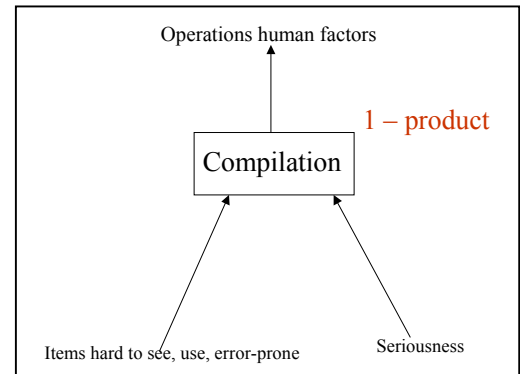 Operations human factors
1 – product
Compilation
Items hard to see, use, error-prone
Seriousness